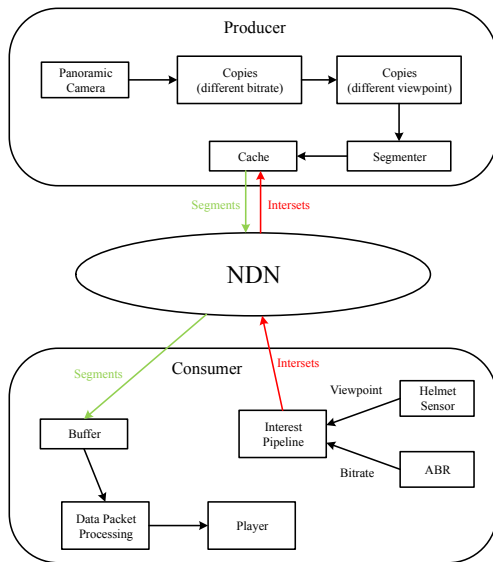 Producer
Panoramic
Camera
Copies
(different bitrate)
Copies
(different viewpoint)
Cache
Segmenter
Segments
Intersets
NDN
Segments
Intersets
Consumer
Viewpoint
Helmet
Sensor
Buffer
Interest
Pipeline
Bitrate
ABR
Data Packet
Processing
Player